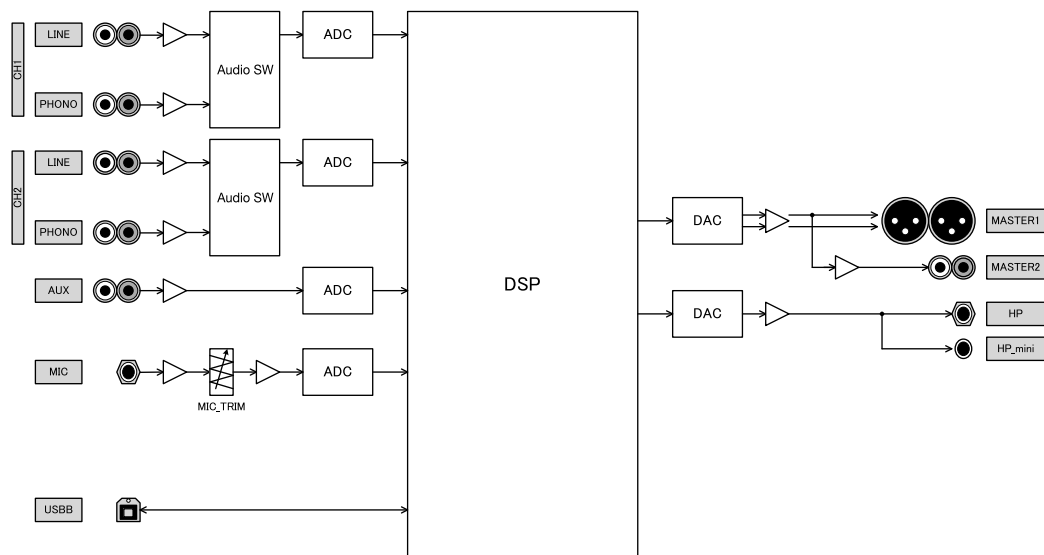 CH1
LINE
PHONO
Audio SW
ADC
CH2
LINE
PHONO
Audio SW
ADC
AUX
ADC
MIC
MIC_TRIM
ADC
USBB
DSP
DAC
MASTER1
MASTER2
DAC
HP
HP_mini